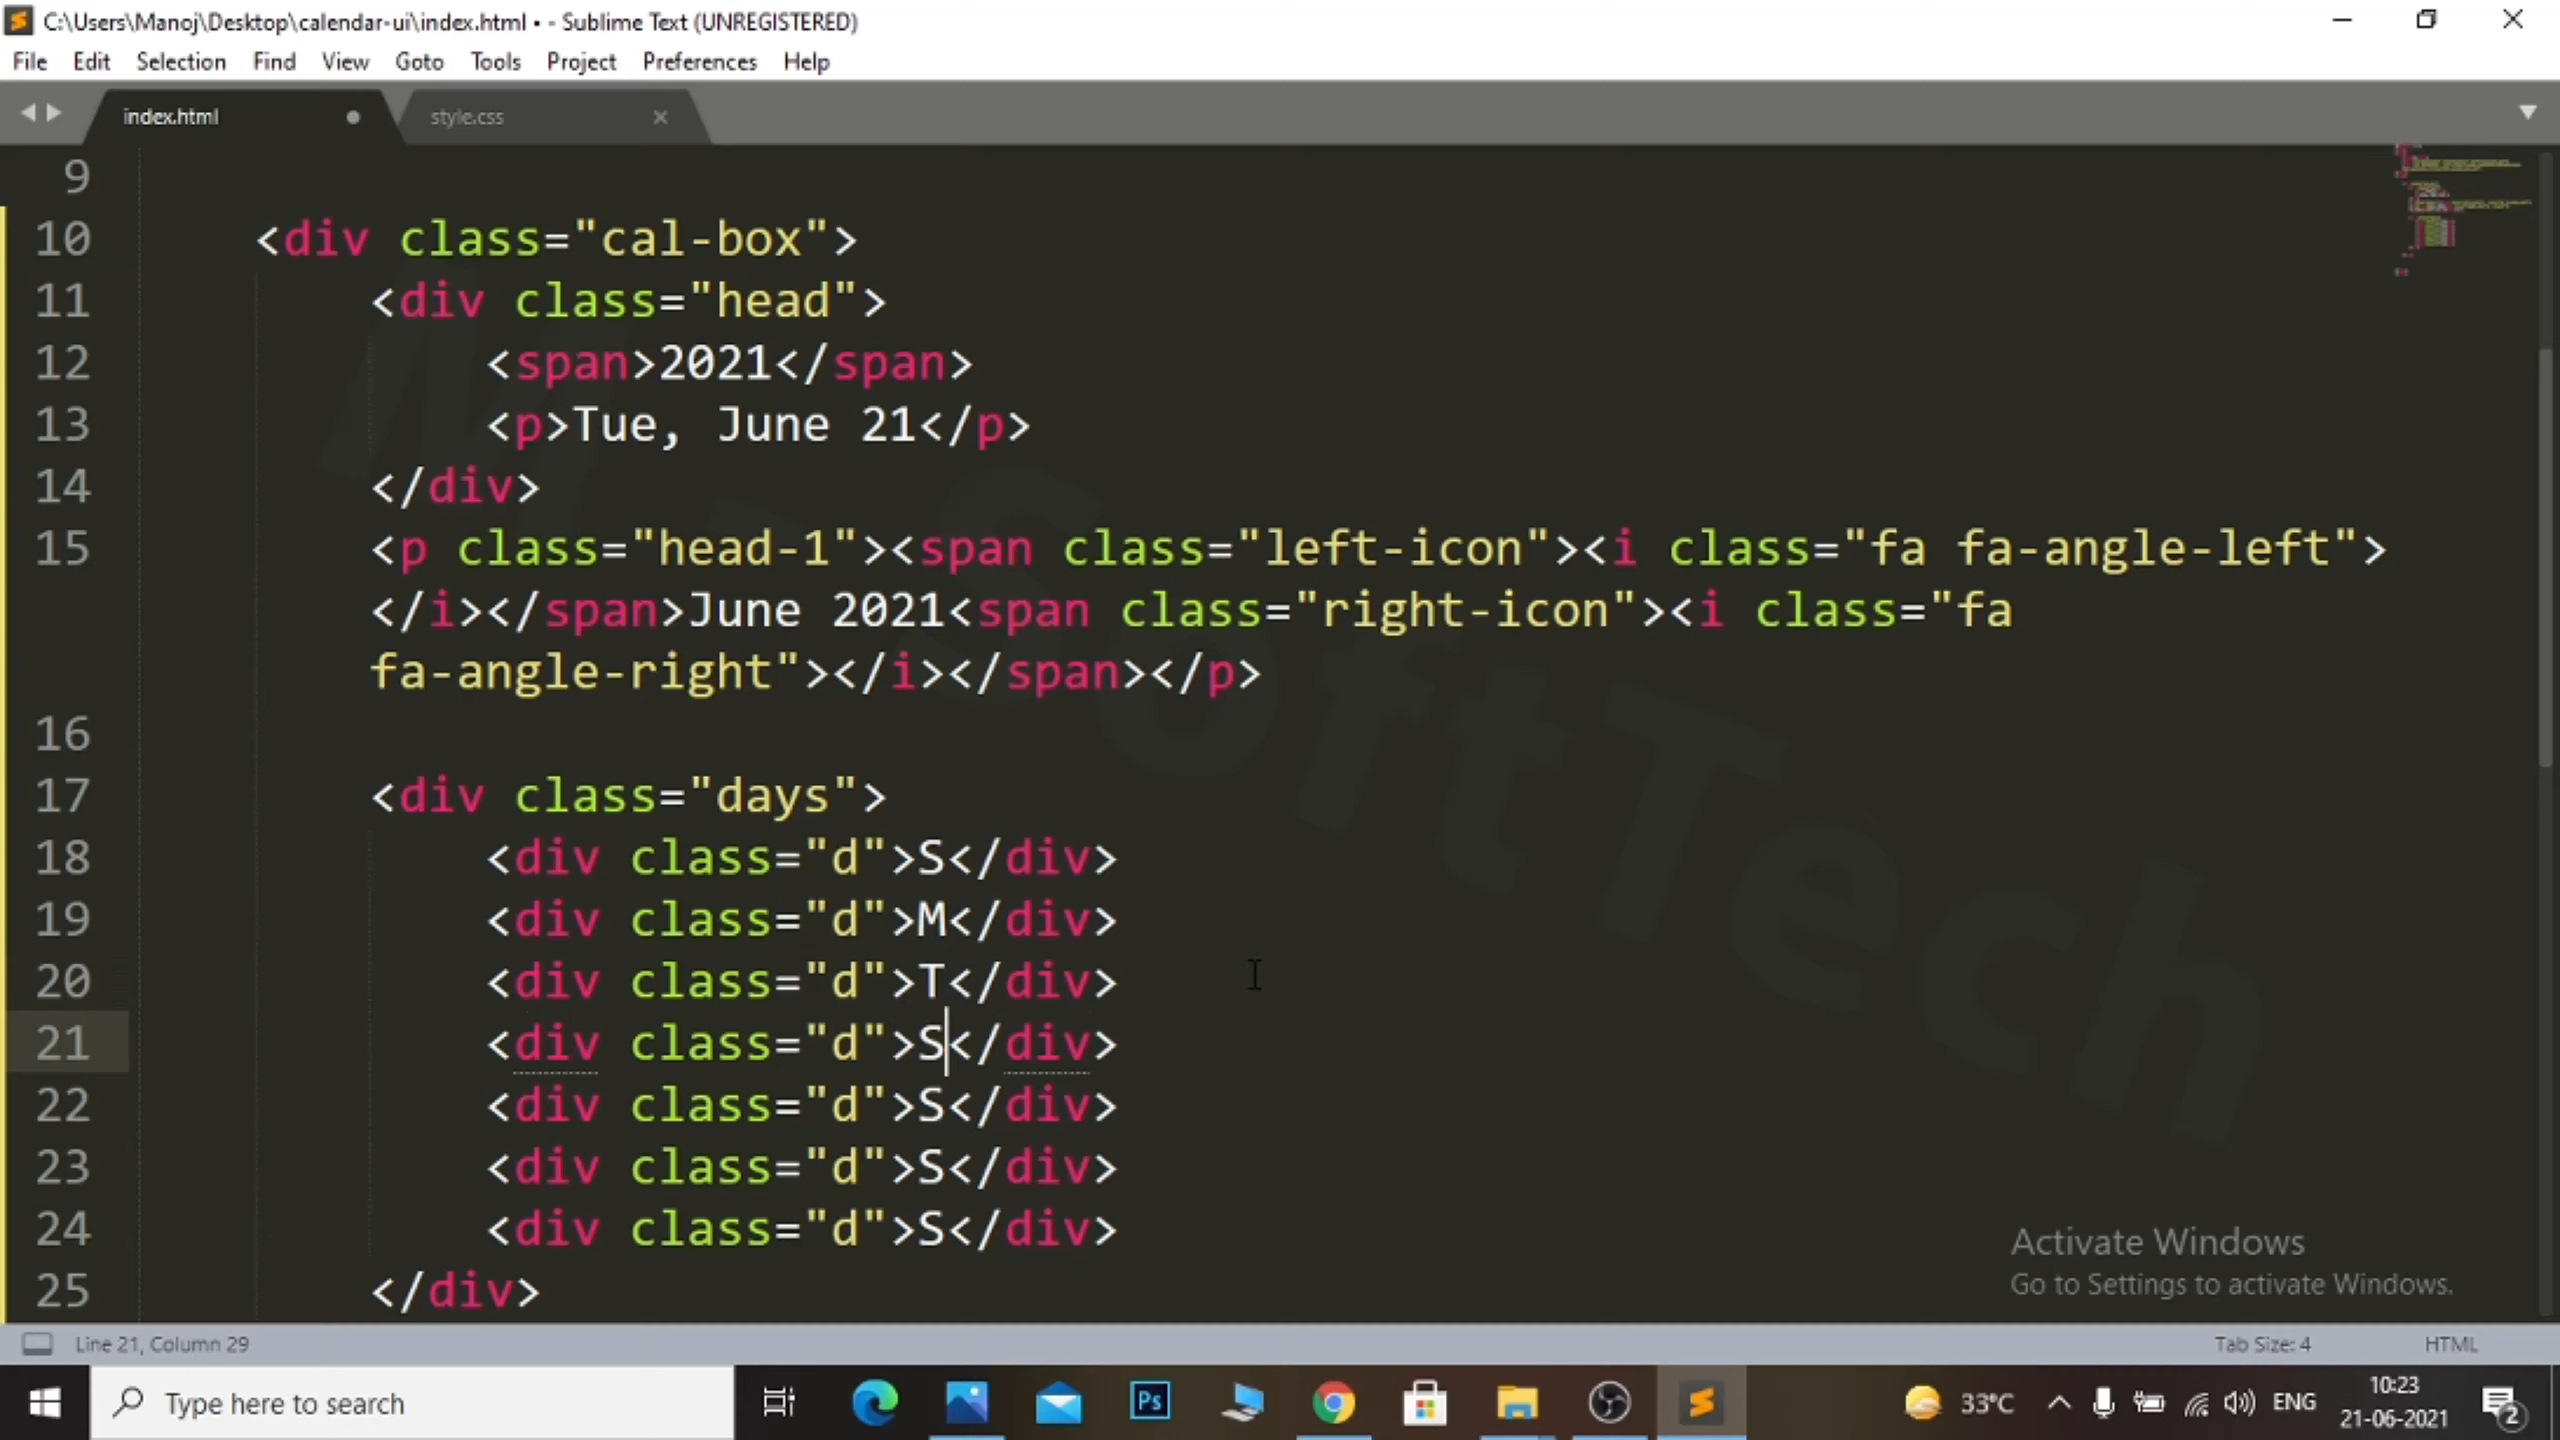 C:\Users\Manoj\Desktop\calendar-ui\index.html • - Sublime Text (UNREGISTERED)
File Edit Selection Find View Goto Tools Project Preferences Help
index.html style.css
9
10 <div class="cal-box">
11 <div class="head">
12 <span>2021</span>
13 <p>Tue, June 21</p>
14 </div>
15 <p class="head-1"><span class="left-icon"><i class="fa fa-angle-left">
</i></span>June 2021<span class="right-icon"><i class="fa
fa-angle-right"></i></span></p>
16
17 <div class="days">
18 <div class="d">S</div>
19 <div class="d">M</div>
20 <div class="d">T</div>
21 <div class="d">S</div>
22 <div class="d">S</div>
23 <div class="d">S</div>
24 <div class="d">S</div>
25 </div>
M-SoftTech
Activate Windows
Go to Settings to activate Windows.
Line 21, Column 29 Tab Size: 4 HTML
Type here to search Ps 33°C ENG 10:23
21-06-2021 2